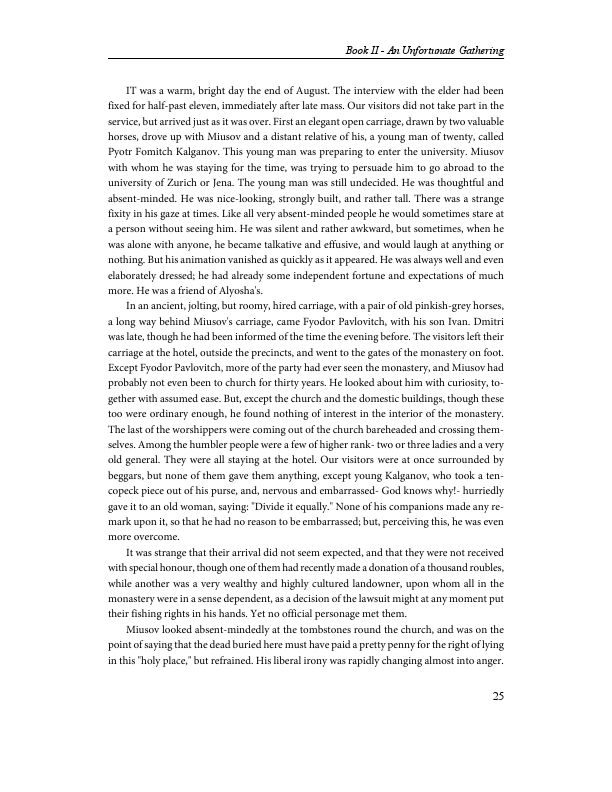 Book II - An Unfortunate Gathering
IT was a warm, bright day the end of August. The interview with the elder had been
fixed for half-past eleven, immediately after late mass. Our visitors did not take part in the
service, but arrived just as it was over. First an elegant open carriage, drawn by two valuable
horses, drove up with Miusov and a distant relative of his, a young man of twenty, called
Pyotr Fomitch Kalganov. This young man was preparing to enter the university. Miusov
with whom he was staying for the time, was trying to persuade him to go abroad to the
university of Zurich or Jena. The young man was still undecided. He was thoughtful and
absent-minded. He was nice-looking, strongly built, and rather tall. There was a strange
fixity in his gaze at times. Like all very absent-minded people he would sometimes stare at
a person without seeing him. He was silent and rather awkward, but sometimes, when he
was alone with anyone, he became talkative and effusive, and would laugh at anything or
nothing. But his animation vanished as quickly as it appeared. He was always well and even
elaborately dressed; he had already some independent fortune and expectations of much
more. He was a friend of Alyosha's.
In an ancient, jolting, but roomy, hired carriage, with a pair of old pinkish-grey horses,
a long way behind Miusov's carriage, came Fyodor Pavlovitch, with his son Ivan. Dmitri
was late, though he had been informed of the time the evening before. The visitors left their
carriage at the hotel, outside the precincts, and went to the gates of the monastery on foot.
Except Fyodor Pavlovitch, more of the party had ever seen the monastery, and Miusov had
probably not even been to church for thirty years. He looked about him with curiosity, to-
gether with assumed ease. But, except the church and the domestic buildings, though these
too were ordinary enough, he found nothing of interest in the interior of the monastery.
The last of the worshippers were coming out of the church bareheaded and crossing them-
selves. Among the humbler people were a few of higher rank- two or three ladies and a very
old general. They were all staying at the hotel. Our visitors were at once surrounded by
beggars, but none of them gave them anything, except young Kalganov, who took a ten-
copeck piece out of his purse, and, nervous and embarrassed- God knows why!- hurriedly
gave it to an old woman, saying: "Divide it equally." None of his companions made any re-
mark upon it, so that he had no reason to be embarrassed; but, perceiving this, he was even
more overcome.
It was strange that their arrival did not seem expected, and that they were not received
with special honour, though one of them had recently made a donation of a thousand roubles,
while another was a very wealthy and highly cultured landowner, upon whom all in the
monastery were in a sense dependent, as a decision of the lawsuit might at any moment put
their fishing rights in his hands. Yet no official personage met them.
Miusov looked absent-mindedly at the tombstones round the church, and was on the
point of saying that the dead buried here must have paid a pretty penny for the right of lying
in this "holy place," but refrained. His liberal irony was rapidly changing almost into anger.
25